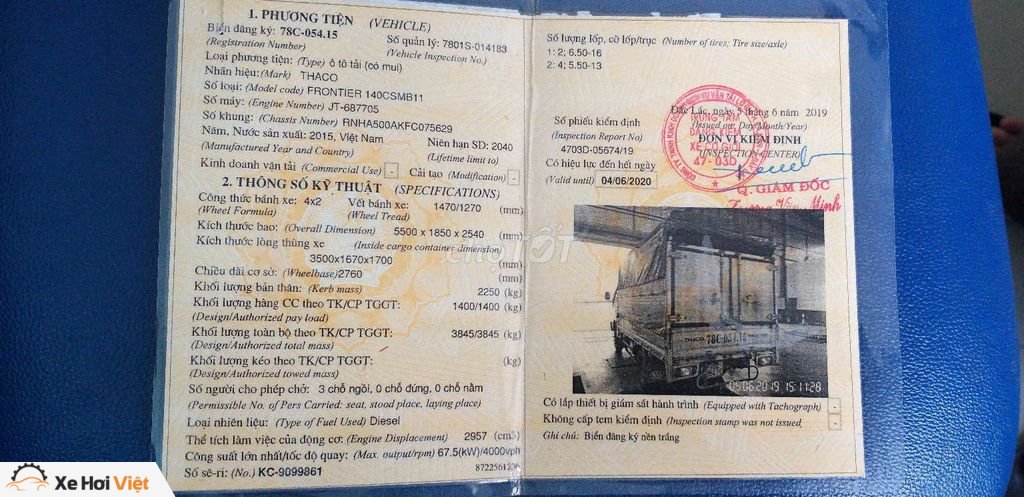 1. PHƯƠNG TIỆN (VEHICLE)
Biển đăng ký: 78C-054.15 Số quản lý: 7801S-014183
(Registration Number) (Vehicle Inspection No.)
Loại phương tiện: (Type) ô tô tải (có mui)
Nhãn hiệu: (Mark) THACO
Số loại: (Model code) FRONTIER 140CSMB11
Số máy: (Engine Number) JT-687705
Số khung: (Chassis Number) RNHA500AKFC075629
Năm, Nước sản xuất: 2015, Việt Nam Niên hạn SD: 2040
(Manufactured Year and Country) (Lifetime limit to)
Kinh doanh vận tải (Commercial Use) - Cải tạo (Modification) -
2. THÔNG SỐ KỸ THUẬT (SPECIFICATIONS)
Công thức bánh xe: 4x2 Vết bánh xe: 1470/1270 (mm)
(Wheel Formula) (Wheel Tread)
Kích thước bao: (Overall Dimension) 5500 x 1850 x 2540 (mm)
Kích thước lòng thùng xe (Inside cargo container dimension)
3500x1670x1700 (mm)
Chiều dài cơ sở: (Wheelbase) 2760 (mm)
Khối lượng bản thân: (Kerb mass) 2250 (kg)
Khối lượng hàng CC theo TK/CP TGGT: 1400/1400 (kg)
(Design/Authorized pay load)
Khối lượng toàn bộ theo TK/CP TGGT: 3845/3845 (kg)
(Design/Authorized total mass)
Khối lượng kéo theo TK/CP TGGT: (kg)
(Design/Authorized towed mass)
Số người cho phép chở: 3 chỗ ngồi, 0 chỗ đứng, 0 chỗ nằm
(Permissible No. of Pers Carried: seat, stood place, laying place)
Loại nhiên liệu: (Type of Fuel Used) Diesel
Thể tích làm việc của động cơ: (Engine Displacement) 2957 (cm3)
Công suất lớn nhất/tốc độ quay: (Max. output/rpm) 67.5(kW)/4000vph
Số sê-ri: (No.) KC-9099861
Số lượng lốp, cỡ lốp/trục (Number of tires; Tire size/axle)
1: 2; 6.50-16
2: 4; 5.50-13
Đắc Lắc, ngày 5 tháng 6 năm 2019
(Issued on: Day/Month/Year)
Số phiếu kiểm định ĐƠN VỊ KIỂM ĐỊNH
(Inspection Report No) (INSPECTION CENTER)
4703D-05674/19
Có hiệu lực đến hết ngày
(Valid until) 04/06/2020
TRUNG TÂM
ĐĂNG KIỂM
XE CƠ GIỚI
47-03D
Q. GIÁM ĐỐC
Trương Văn Minh
chợ TỐT
THACO 78C-054.15
05.06.2019 15:11:28
Có lắp thiết bị giám sát hành trình (Equipped with Tachograph) -
Không cấp tem kiểm định (Inspection stamp was not issued) -
Ghi chú: Biển đăng ký nền trắng
Xe Hơi Việt